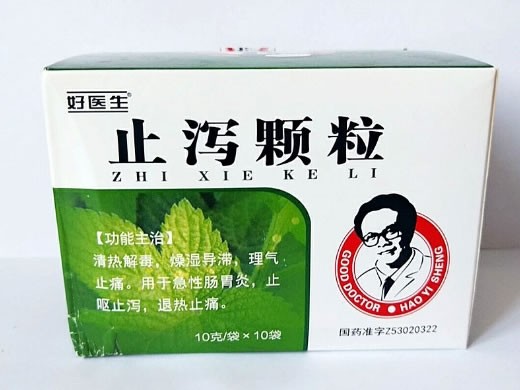 好医生®
止泻颗粒
ZHI XIE KE LI
【功能主治】
清热解毒，燥湿导滞，理气
止痛。用于急性肠胃炎，止
呕止泻，退热止痛。
10克/袋×10袋
GOOD DOCTOR • HAO YI SHENG
国药准字Z53020322